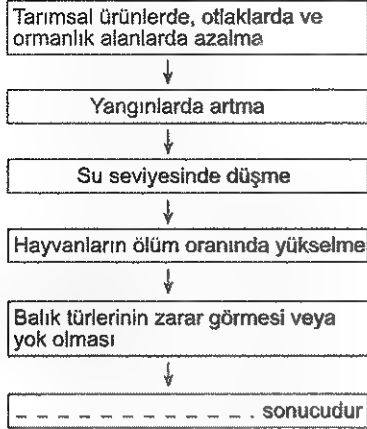 Tarımsal ürünlerde, otlaklarda ve
ormanlık alanlarda azalma
Yangınlarda artma
Su seviyesinde düşme
Hayvanların ölüm oranında yükselme
Balık türlerinin zarar görmesi veya
yok olması
_ _ _ _ _ _ _ _ _ _ _ _ . sonucudur